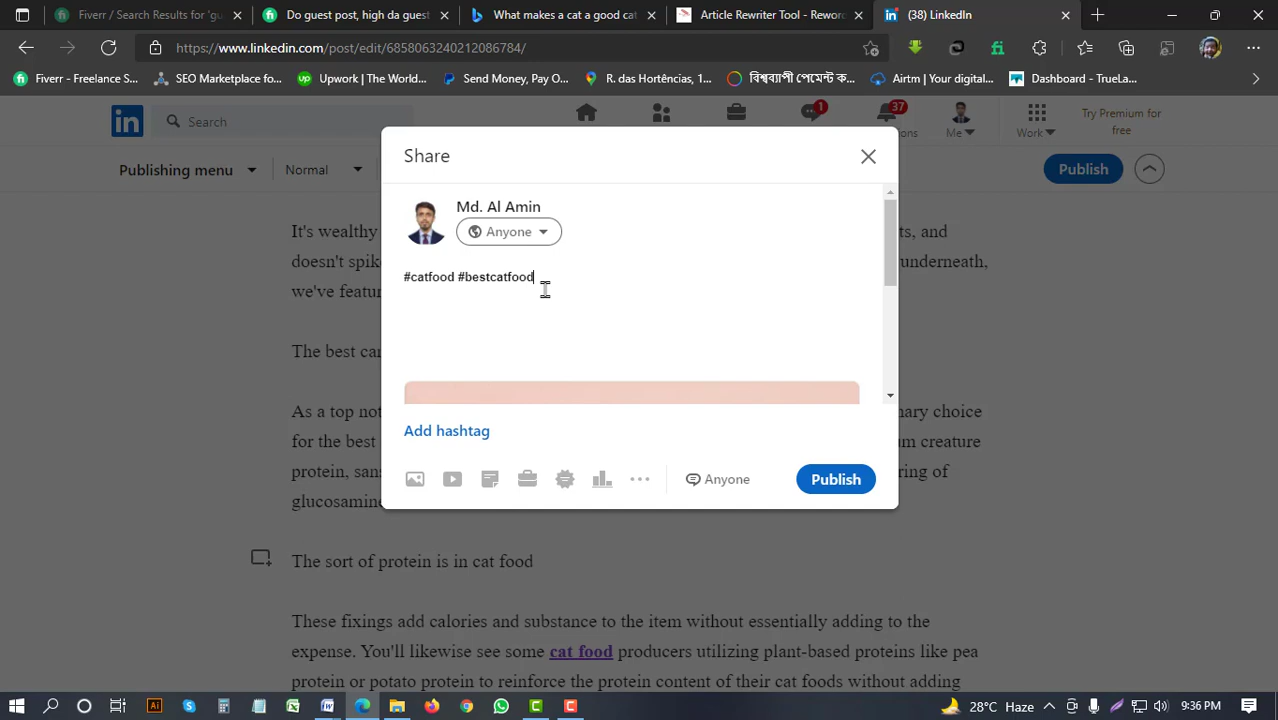 Fiverr / Search Results for 'gu
Do guest post, high da guest
What makes a cat a good cat
Article Rewriter Tool - Rewor
(38) LinkedIn
https://www.linkedin.com/post/edit/6858063240212086784/
Fiverr - Freelance S...
SEO Marketplace fo...
Upwork | The World...
Send Money, Pay O...
R. das Hortências, 1...
বিশ্বব্যাপী পেমেন্ট ক...
Airtm | Your digital...
Dashboard - TrueLa...
Search
1
37
Me
Work
Try Premium for
free
Publishing menu
Normal
Publish
Share
Md. Al Amin
Anyone
#catfood #bestcatfood
Add hashtag
Anyone
Publish
It's wealthy
ts, and
doesn't spik
underneath,
we've featur
The best car
As a top not
nary choice
for the best
um creature
protein, sans
ring of
glucosamine
The sort of protein is in cat food
These fixings add calories and substance to the item without essentially adding to the
expense. You'll likewise see some cat food producers utilizing plant-based proteins like pea
protein or potato protein to reinforce the protein content of their cat foods without adding
28°C Haze
9:36 PM